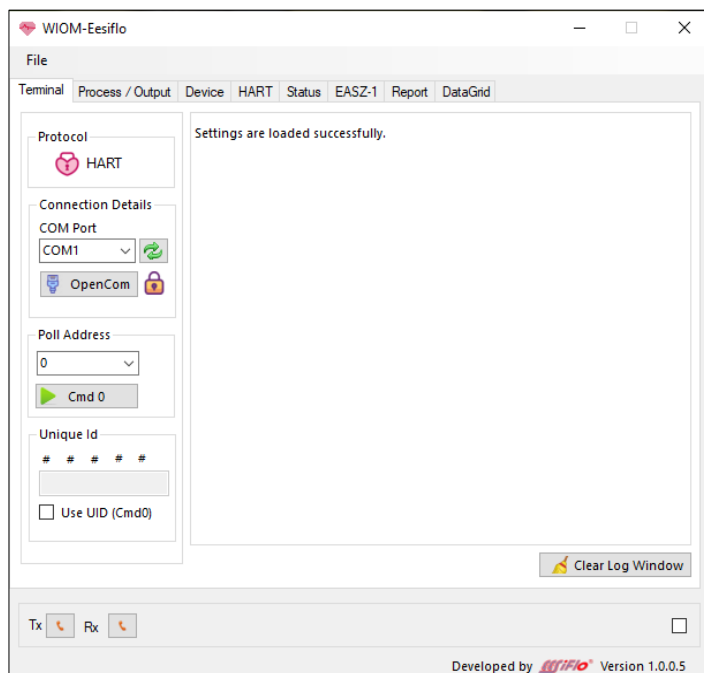 WIOM-Eesiflo
File
Terminal Process / Output Device HART Status EASZ-1 Report DataGrid
Protocol
HART
Connection Details
COM Port
COM1
OpenCom
Poll Address
0
Cmd 0
Unique Id
# # # # #
Use UID (Cmd0)
Settings are loaded successfully.
Clear Log Window
Tx Rx
Developed by Version 1.0.0.5